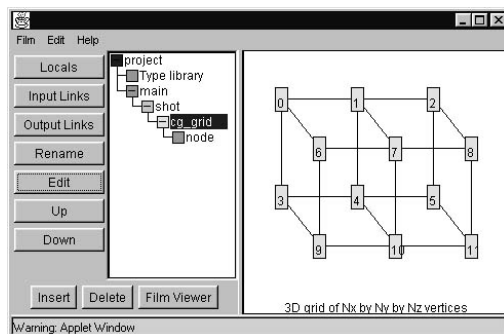 Film Edit Help
Locals
Input Links
Output Links
Rename
Edit
Up
Down
project
Type library
main
shot
cg_grid
node
0 1 2
6 7 8
3 4 5
9 10 11
3D grid of Nx by Ny by Nz vertices
Insert Delete Film Viewer
Warning: Applet Window